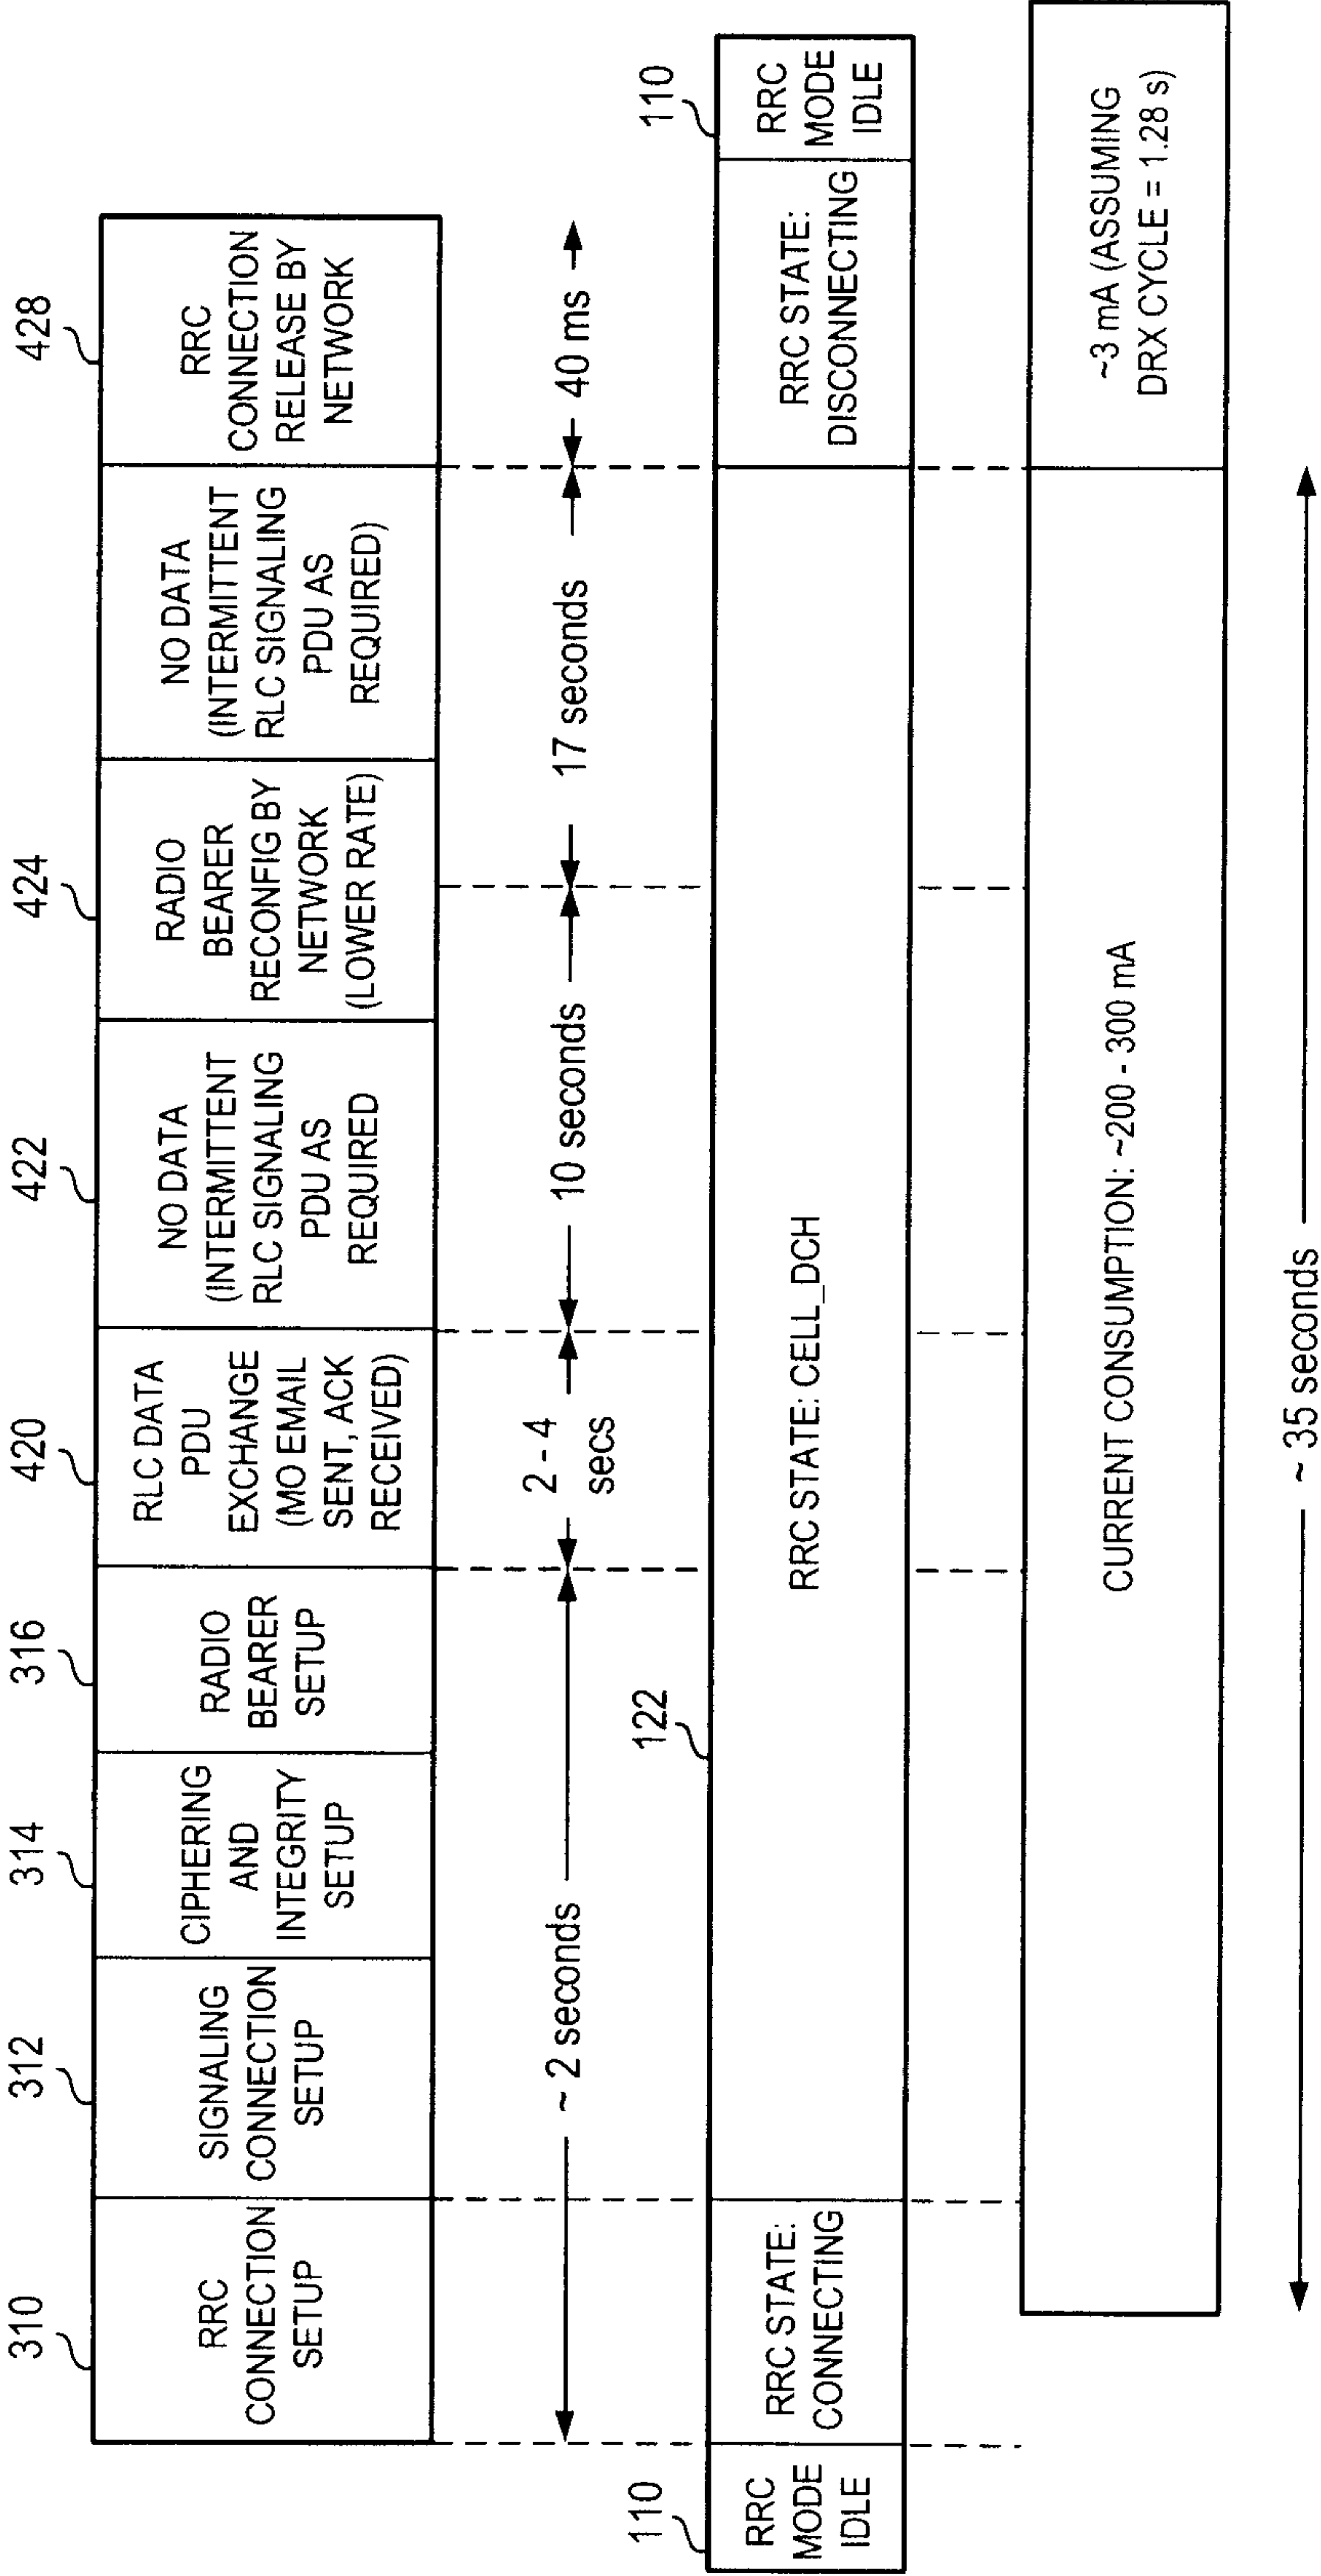 310
RRC
CONNECTION
SETUP
312
SIGNALING
CONNECTION
SETUP
314
CIPHERING
AND
INTEGRITY
SETUP
316
RADIO
BEARER
SETUP
420
RLC DATA
PDU
EXCHANGE
(MO EMAIL
SENT, ACK
RECEIVED)
422
NO DATA
(INTERMITTENT
RLC SIGNALING
PDU AS
REQUIRED
424
RADIO
BEARER
RECONFIG BY
NETWORK
(LOWER RATE)
NO DATA
(INTERMITTENT
RLC SIGNALING
PDU AS
REQUIRED)
428
RRC
CONNECTION
RELEASE BY
NETWORK
~ 2 seconds
2 - 4
secs
10 seconds
17 seconds
40 ms
110
RRC
MODE
IDLE
RRC STATE:
CONNECTING
122
RRC STATE: CELL_DCH
RRC STATE:
DISCONNECTING
110
RRC
MODE
IDLE
CURRENT CONSUMPTION: ~200 - 300 mA
~3 mA (ASSUMING
DRX CYCLE = 1.28 s)
~ 35 seconds